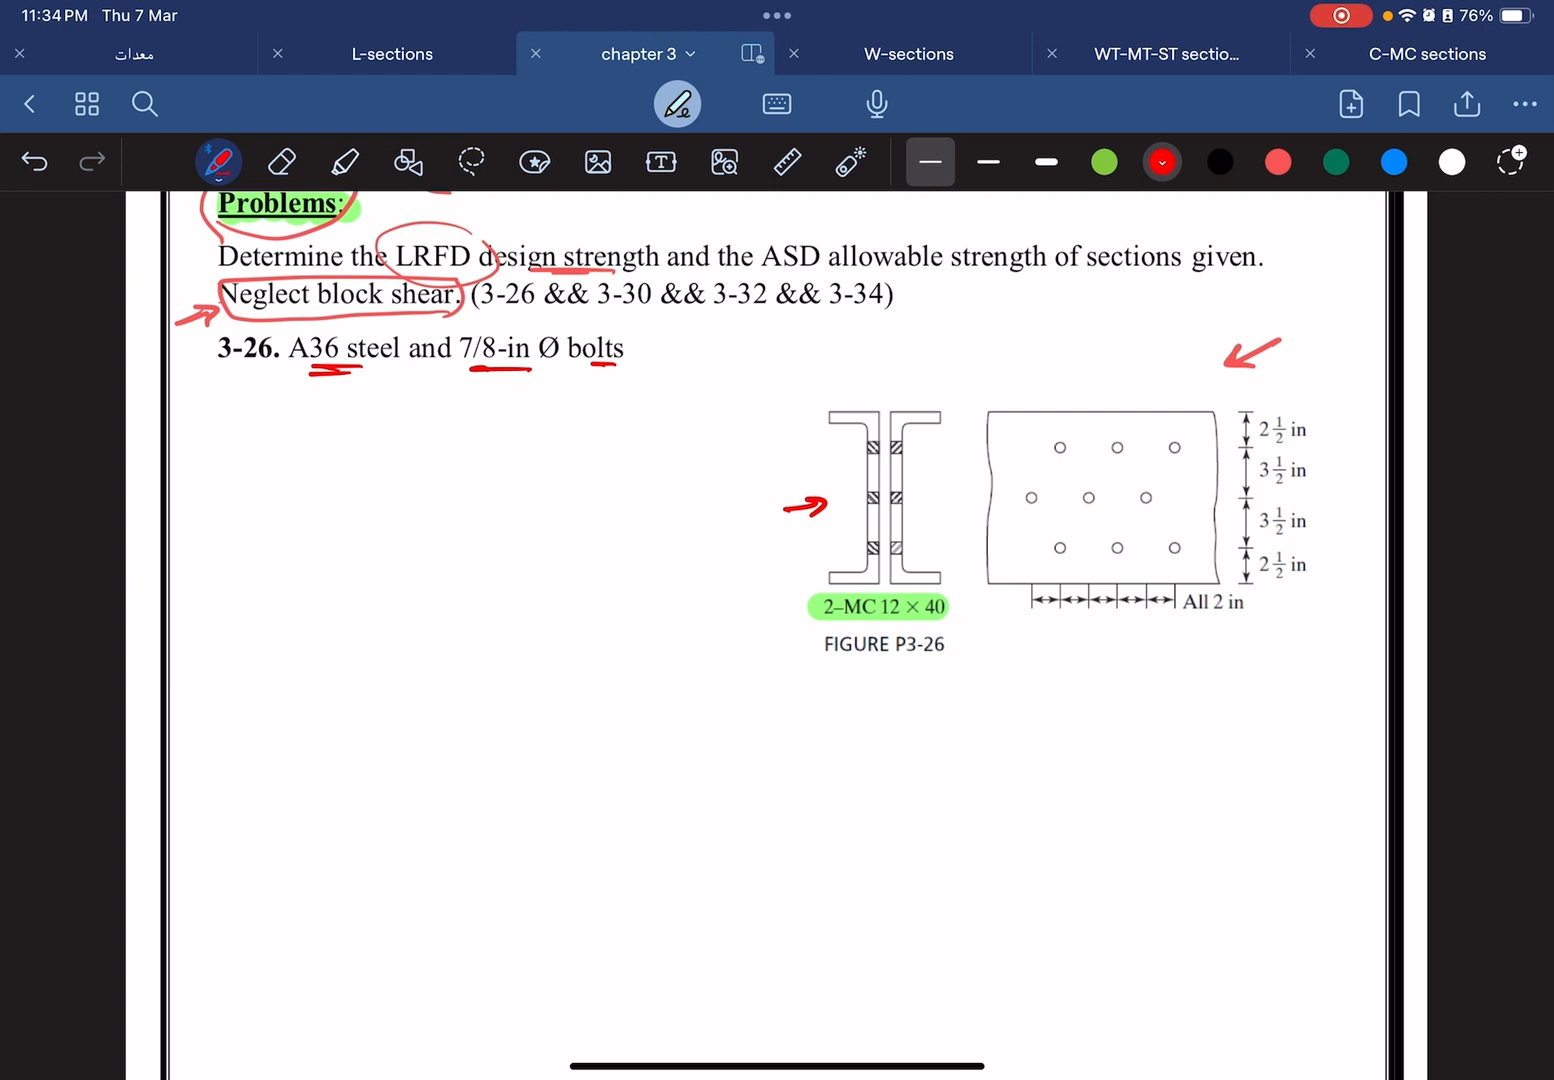 11:34 PM Thu 7 Mar
76%
معدات
L-sections
chapter 3
W-sections
WT-MT-ST sectio...
C-MC sections
Problems:
Determine the LRFD design strength and the ASD allowable strength of sections given.
Neglect block shear. (3-26 && 3-30 && 3-32 && 3-34)
3-26. A36 steel and 7/8-in Ø bolts
2 1/2 in
3 1/2 in
3 1/2 in
2 1/2 in
All 2 in
2–MC 12 × 40
FIGURE P3-26